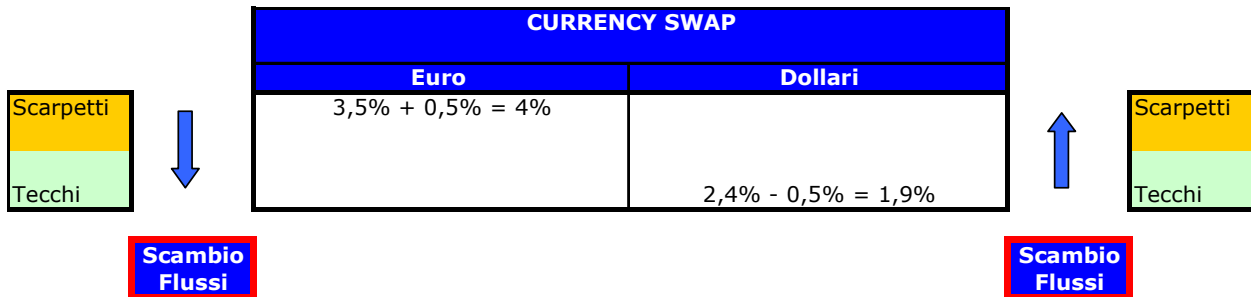 CURRENCY SWAP
Euro Dollari
Scarpetti 3,5% + 0,5% = 4% Scarpetti
Tecchi 2,4% - 0,5% = 1,9% Tecchi
Scambio Scambio
Flussi Flussi